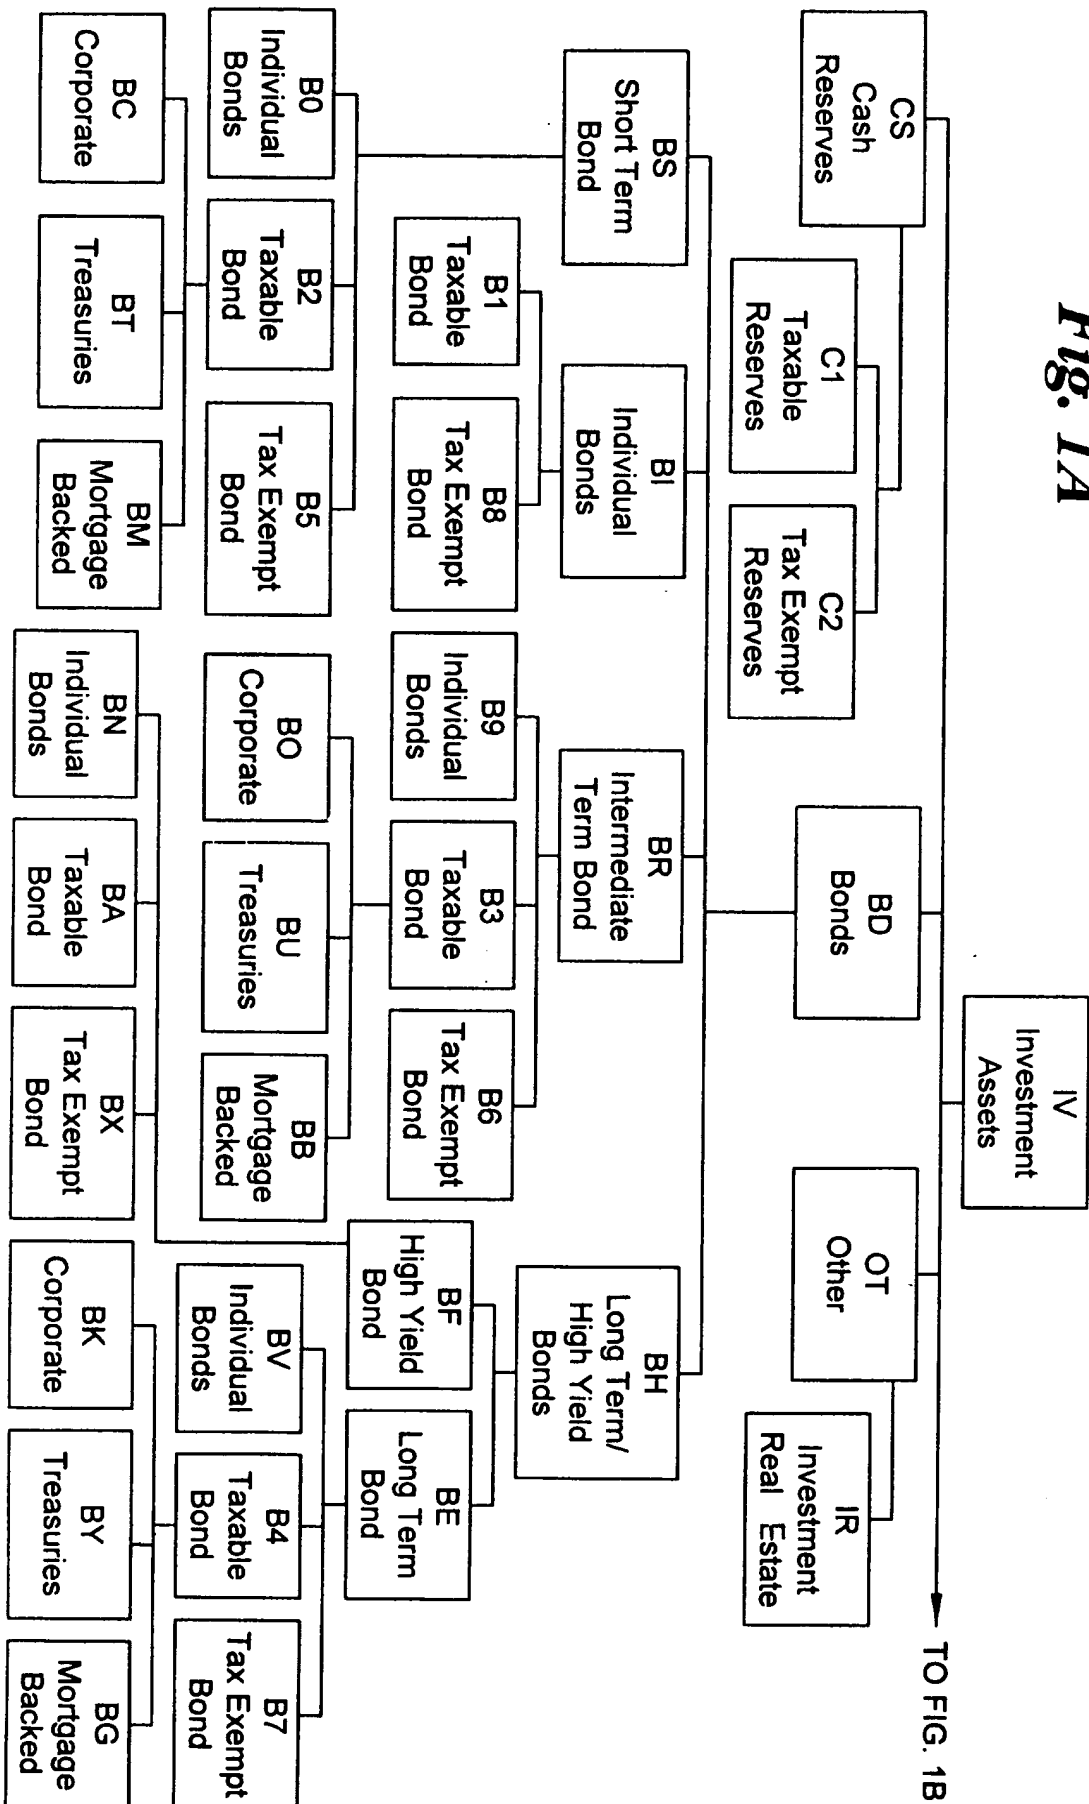 Fig. 1A
IV
Investment
Assets
CS
Cash
Reserves
BD
Bonds
OT
Other
TO FIG. 1B
C1
Taxable
Reserves
C2
Tax Exempt
Reserves
IR
Investment
Real Estate
BS
Short Term
Bond
BI
Individual
Bonds
BR
Intermediate
Term Bond
BH
Long Term/
High Yield
Bonds
B1
Taxable
Bond
B8
Tax Exempt
Bond
B9
Individual
Bonds
B3
Taxable
Bond
B6
Tax Exempt
Bond
BF
High Yield
Bond
BE
Long Term
Bond
B0
Individual
Bonds
B2
Taxable
Bond
B5
Tax Exempt
Bond
BO
Corporate
BU
Treasuries
BB
Mortgage
Backed
BV
Individual
Bonds
B4
Taxable
Bond
B7
Tax Exempt
Bond
BC
Corporate
BT
Treasuries
BM
Mortgage
Backed
BN
Individual
Bonds
BA
Taxable
Bond
BX
Tax Exempt
Bond
BK
Corporate
BY
Treasuries
BG
Mortgage
Backed